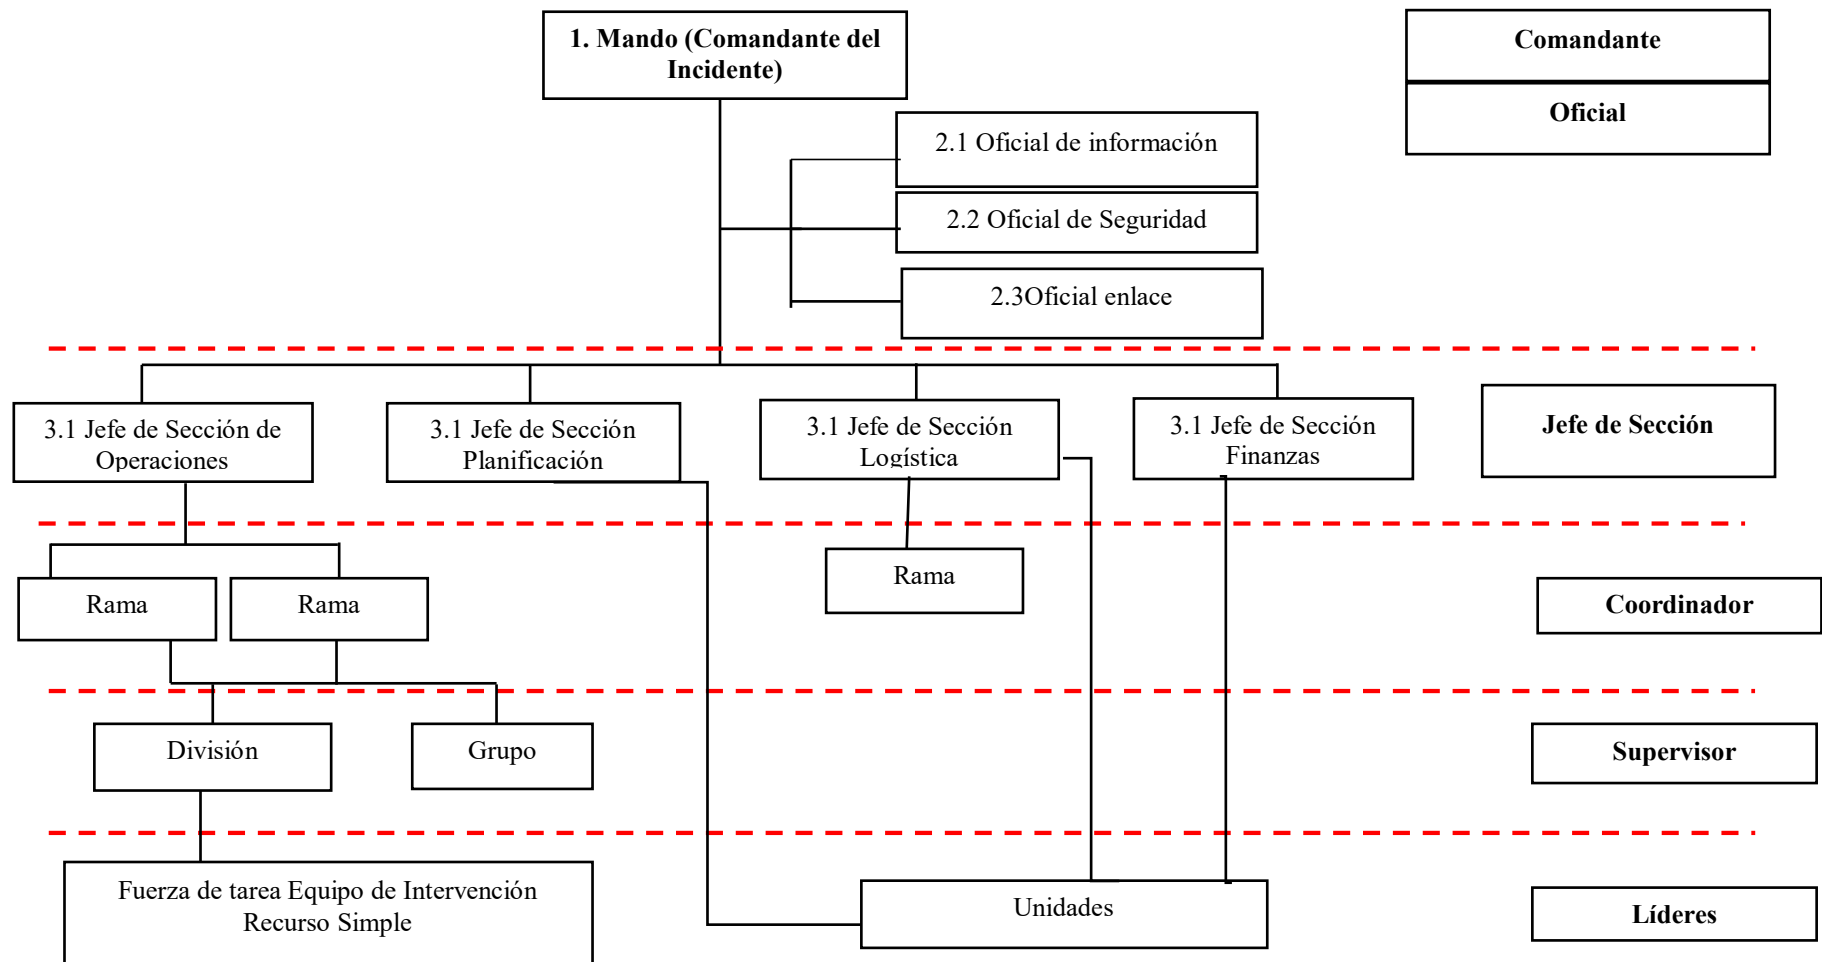 1. Mando (Comandante del
Incidente)
Comandante
Oficial
2.1 Oficial de información
2.2 Oficial de Seguridad
2.3Oficial enlace
3.1 Jefe de Sección de
Operaciones
3.1 Jefe de Sección
Planificación
3.1 Jefe de Sección
Logística
3.1 Jefe de Sección
Finanzas
Jefe de Sección
Rama
Rama
Rama
Coordinador
División
Grupo
Supervisor
Fuerza de tarea Equipo de Intervención
Recurso Simple
Unidades
Líderes